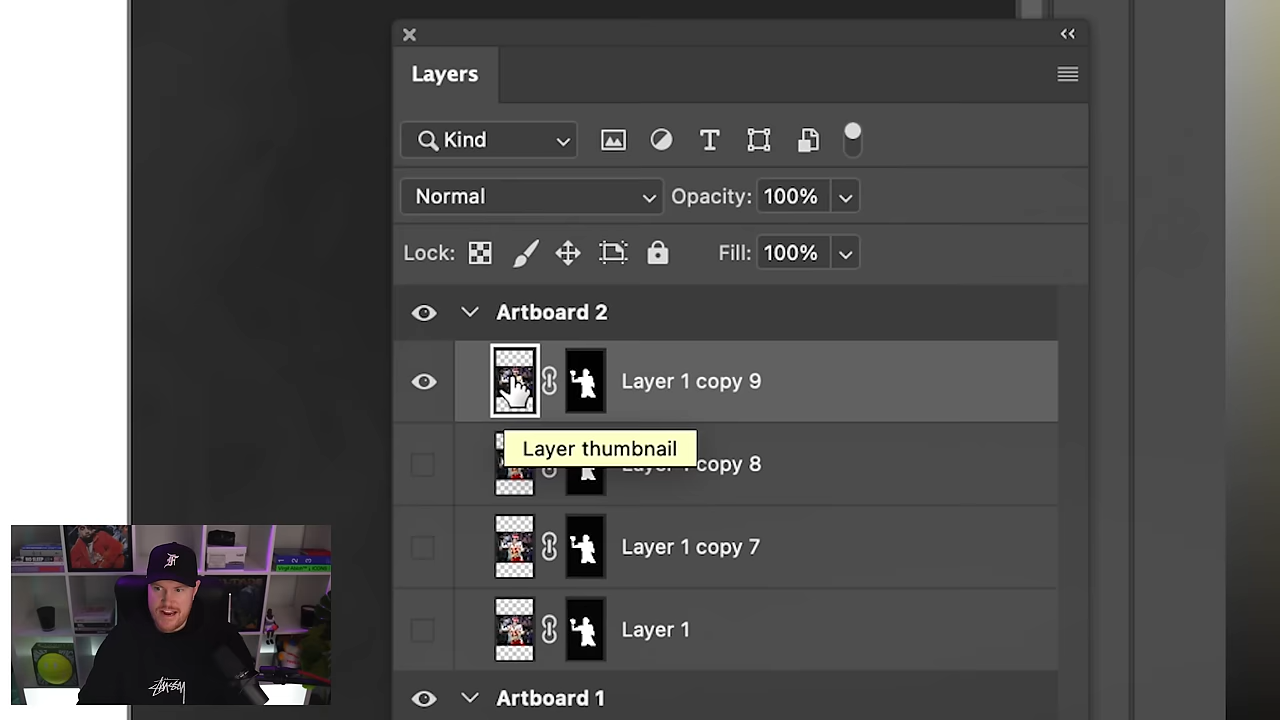 Layers
Kind
Normal
Opacity: 100%
Lock:
Fill: 100%
Artboard 2
Layer 1 copy 9
Layer thumbnail
copy 8
Layer 1 copy 7
Layer 1
Artboard 1